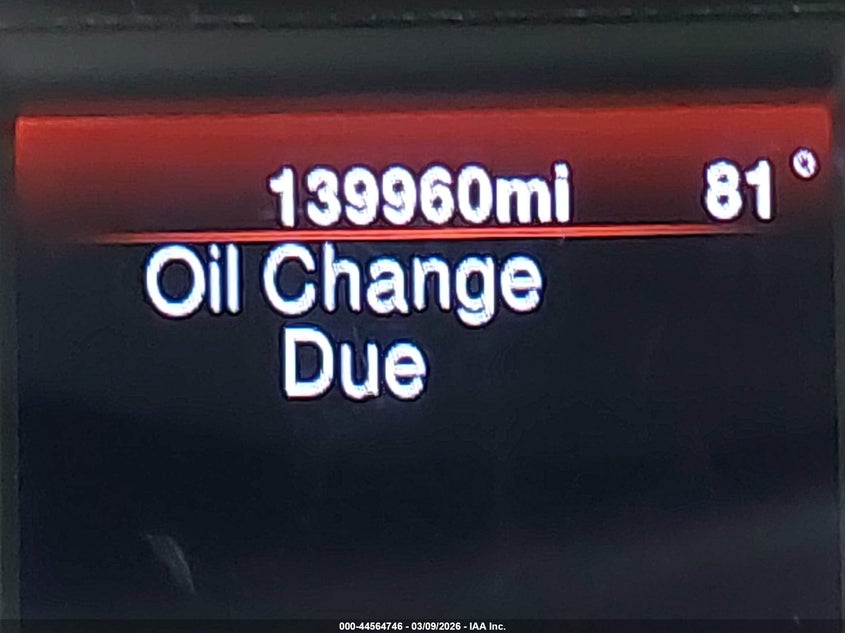 139960mi 81°
Oil Change
Due
000-44564746 - 03/09/2026 - IAA Inc.